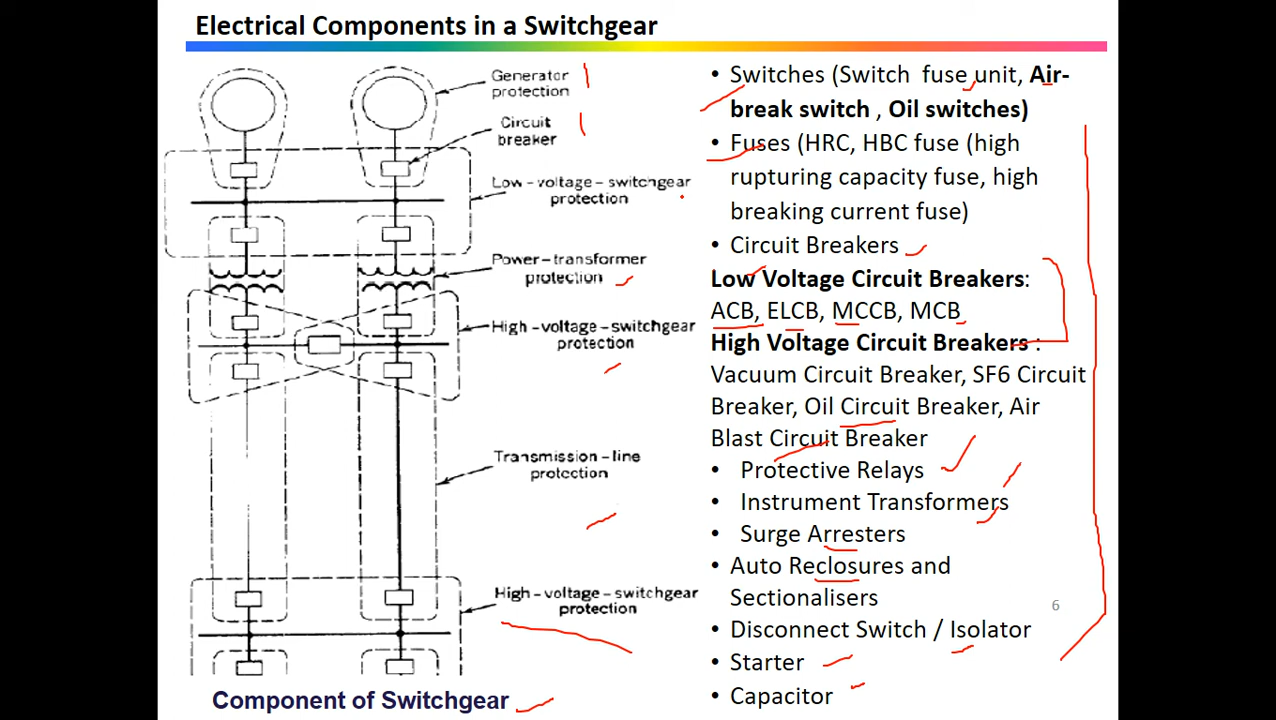 Electrical Components in a Switchgear
Generator
protection
Circuit
breaker
Low-voltage-switchgear
protection
Power-transformer
protection
High-voltage-switchgear
protection
Transmission-line
protection
High-voltage-switchgear
protection
Component of Switchgear
• Switches (Switch fuse unit, Air-
break switch , Oil switches)
• Fuses (HRC, HBC fuse (high
rupturing capacity fuse, high
breaking current fuse)
• Circuit Breakers
Low Voltage Circuit Breakers:
ACB, ELCB, MCCB, MCB
High Voltage Circuit Breakers :
Vacuum Circuit Breaker, SF6 Circuit
Breaker, Oil Circuit Breaker, Air
Blast Circuit Breaker
• Protective Relays
• Instrument Transformers
• Surge Arresters
• Auto Reclosures and
Sectionalisers
• Disconnect Switch / Isolator
• Starter
• Capacitor
6